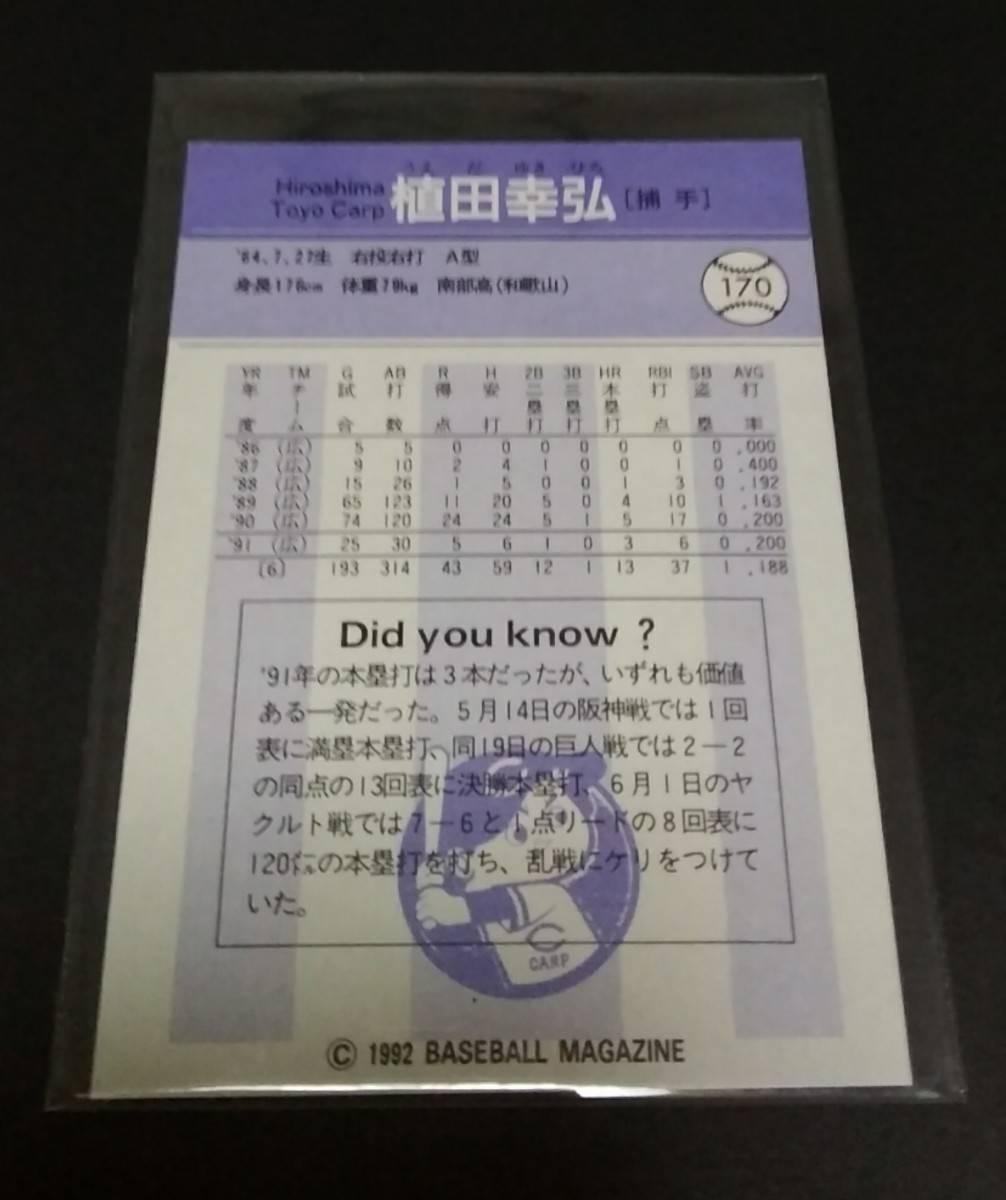 うえ だ ゆき ひろ
Hiroshima
Toyo Carp 植田幸弘 [捕手]
'64.7.27生 右投右打 A型
身長176cm 体重78kg 南部高(和歌山)
170
YR TM G AB R H 2B 3B HR RBI SB AVG
年度 チーム 試合 打数 得点 安打 二塁打 三塁打 本塁打 打点 盗塁 打率
'86 (広) 5 5 0 0 0 0 0 0 0 .000
'87 (広) 9 10 2 4 1 0 0 1 0 .400
'88 (広) 15 26 1 5 0 0 1 3 0 .192
'89 (広) 65 123 11 20 5 0 4 10 1 .163
'90 (広) 74 120 24 24 5 1 5 17 0 .200
'91 (広) 25 30 5 6 1 0 3 6 0 .200
[6] 193 314 43 59 12 1 13 37 1 .188
Did you know ?
'91年の本塁打は3本だったが、いずれも価値
ある一発だった。5月14日の阪神戦では1回
表に満塁本塁打、同19日の巨人戦では2−2
の同点の13回表に決勝本塁打、6月1日のヤ
クルト戦では7−6と1点リードの8回表に
120メートルの本塁打を打ち、乱戦にケリをつけて
いた。
C
CARP
© 1992 BASEBALL MAGAZINE